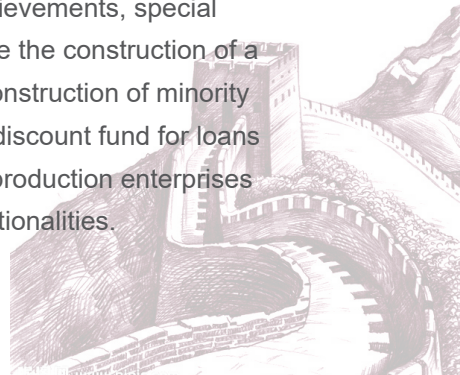 ievements, special
e the construction of a
onstruction of minority
discount fund for loans
production enterprises
tionalities.